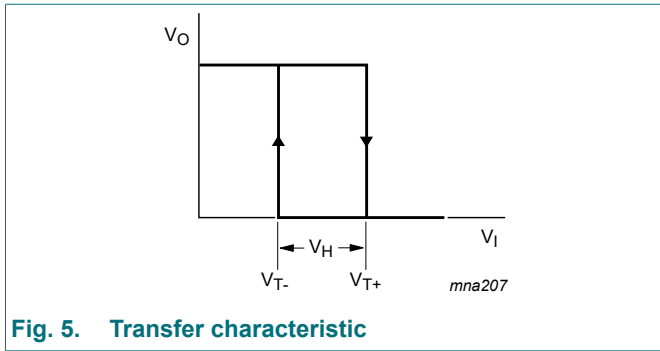 VO
VH
VI
VT-
VT+
mna207
Fig. 5. Transfer characteristic